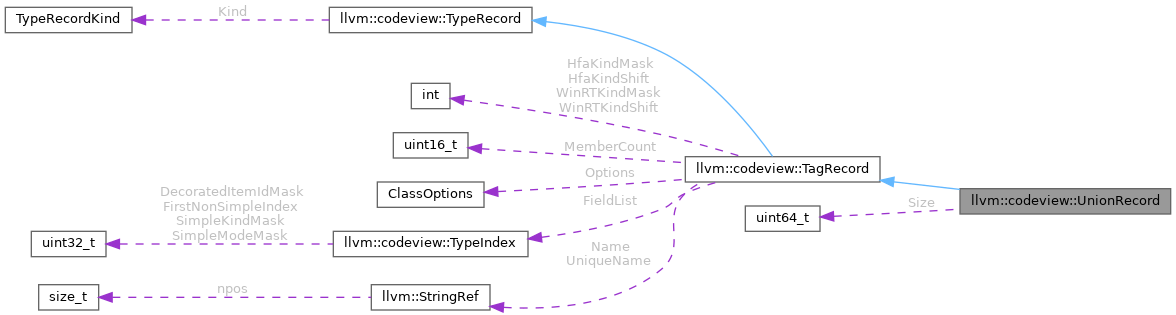 TypeRecordKind
Kind
llvm::codeview::TypeRecord
HfaKindMask
HfaKindShift
WinRTKindMask
WinRTKindShift
int
uint16_t
MemberCount
llvm::codeview::TagRecord
Options
ClassOptions
FieldList
llvm::codeview::UnionRecord
Size
uint64_t
DecoratedItemIdMask
FirstNonSimpleIndex
SimpleKindMask
SimpleModeMask
uint32_t
llvm::codeview::TypeIndex
Name
UniqueName
size_t
npos
llvm::StringRef